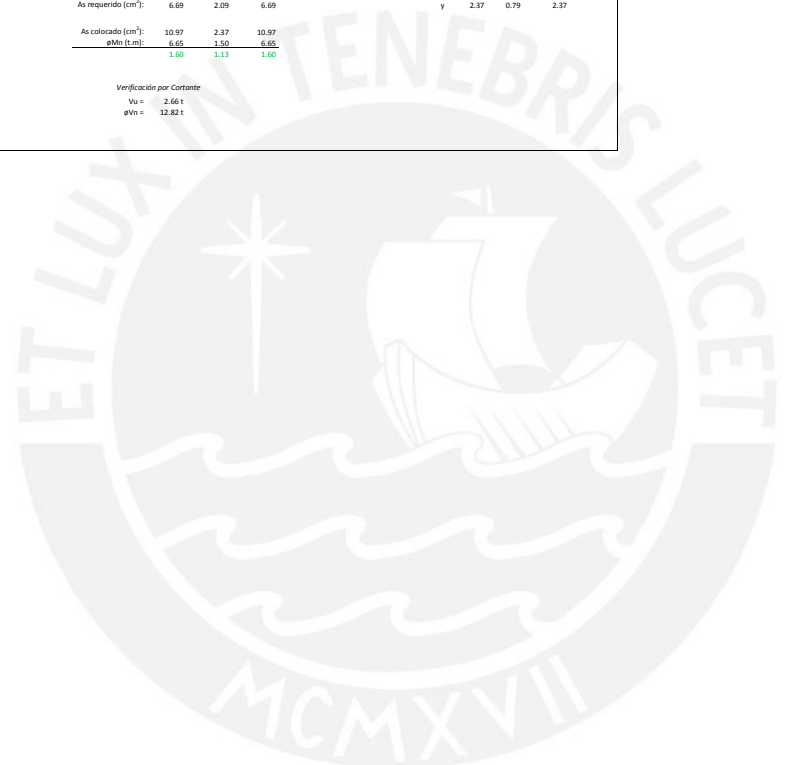 As requerido (cm²): 6.69 2.09 6.69 y 2.37 0.79 2.37
As colocado (cm²): 10.97 2.37 10.97
øMn (t.m): 6.65 1.50 6.65
1.60 1.13 1.60
Verificación por Cortante
Vu = 2.66 t
øVn = 12.82 t
ET LUX IN TENEBRIS LUCET
MCMXVII